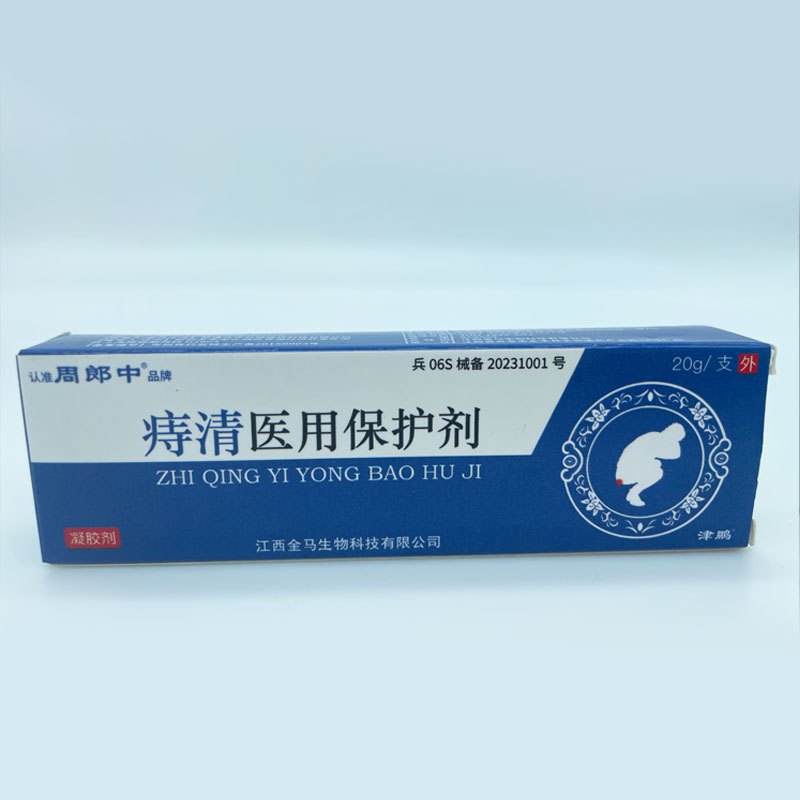 认准周郎中®品牌
兵 06S 械备 20231001 号
20g/支 外
痔清医用保护剂
ZHI QING YI YONG BAO HU JI
凝胶剂
江西全马生物科技有限公司
津鹏®